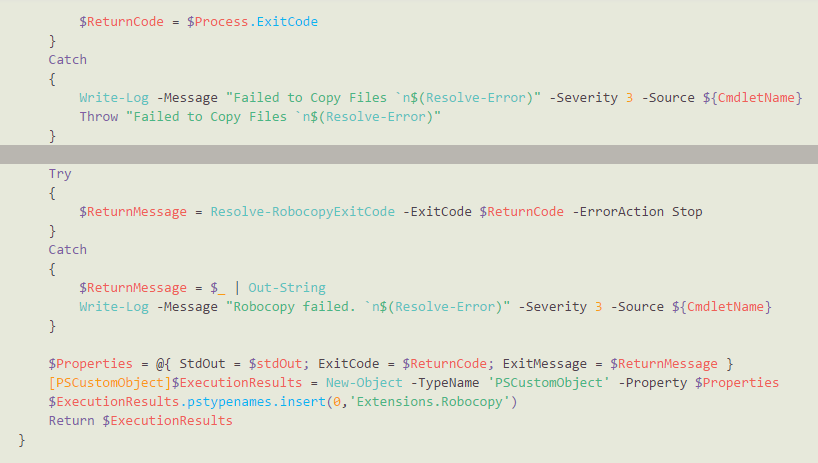 $ReturnCode = $Process.ExitCode
}
Catch
{
Write-Log -Message "Failed to Copy Files `n$(Resolve-Error)" -Severity 3 -Source ${CmdletName}
Throw "Failed to Copy Files `n$(Resolve-Error)"
}
Try
{
$ReturnMessage = Resolve-RobocopyExitCode -ExitCode $ReturnCode -ErrorAction Stop
}
Catch
{
$ReturnMessage = $_ | Out-String
Write-Log -Message "Robocopy failed. `n$(Resolve-Error)" -Severity 3 -Source ${CmdletName}
}
$Properties = @{ StdOut = $stdOut; ExitCode = $ReturnCode; ExitMessage = $ReturnMessage }
[PSCustomObject]$ExecutionResults = New-Object -TypeName 'PSCustomObject' -Property $Properties
$ExecutionResults.pstypenames.insert(0,'Extensions.Robocopy')
Return $ExecutionResults
}